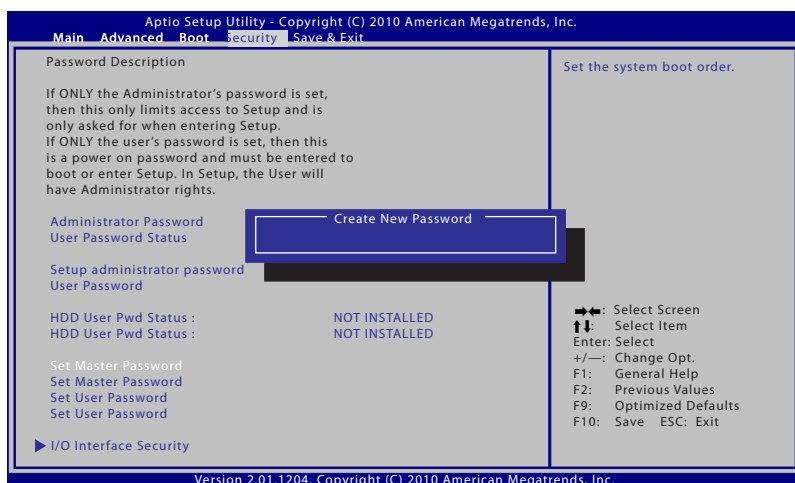 Aptio Setup Utility - Copyright (C) 2010 American Megatrends, Inc.
Main Advanced Boot Security Save & Exit
Password Description
If ONLY the Administrator's password is set,
then this only limits access to Setup and is
only asked for when entering Setup.
If ONLY the user's password is set, then this
is a power on password and must be entered to
boot or enter Setup. In Setup, the User will
have Administrator rights.
Administrator Password
User Password Status
Create New Password
Setup administrator password
User Password
HDD User Pwd Status : NOT INSTALLED
HDD User Pwd Status : NOT INSTALLED
Set Master Password
Set Master Password
Set User Password
Set User Password
I/O Interface Security
Set the system boot order.
→←: Select Screen
↑↓: Select Item
Enter: Select
+/—: Change Opt.
F1: General Help
F2: Previous Values
F9: Optimized Defaults
F10: Save ESC: Exit
Version 2.01.1204. Copyright (C) 2010 American Megatrends, Inc.